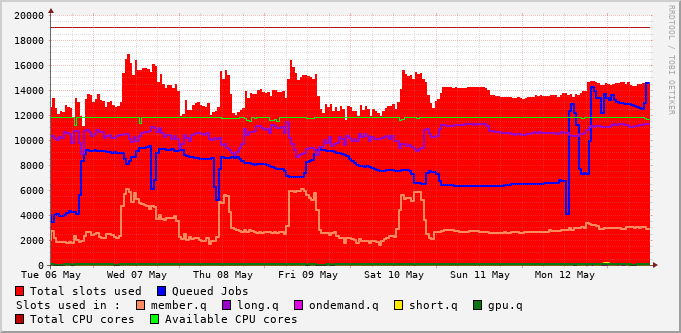 20000
18000
16000
14000
12000
10000
8000
6000
4000
2000
0
Tue 06 May Wed 07 May Thu 08 May Fri 09 May Sat 10 May Sun 11 May Mon 12 May
Total slots used Queued Jobs
Slots used in : member.q long.q ondemand.q short.q gpu.q
Total CPU cores Available CPU cores
RRDTOOL / TOBI OETIKER